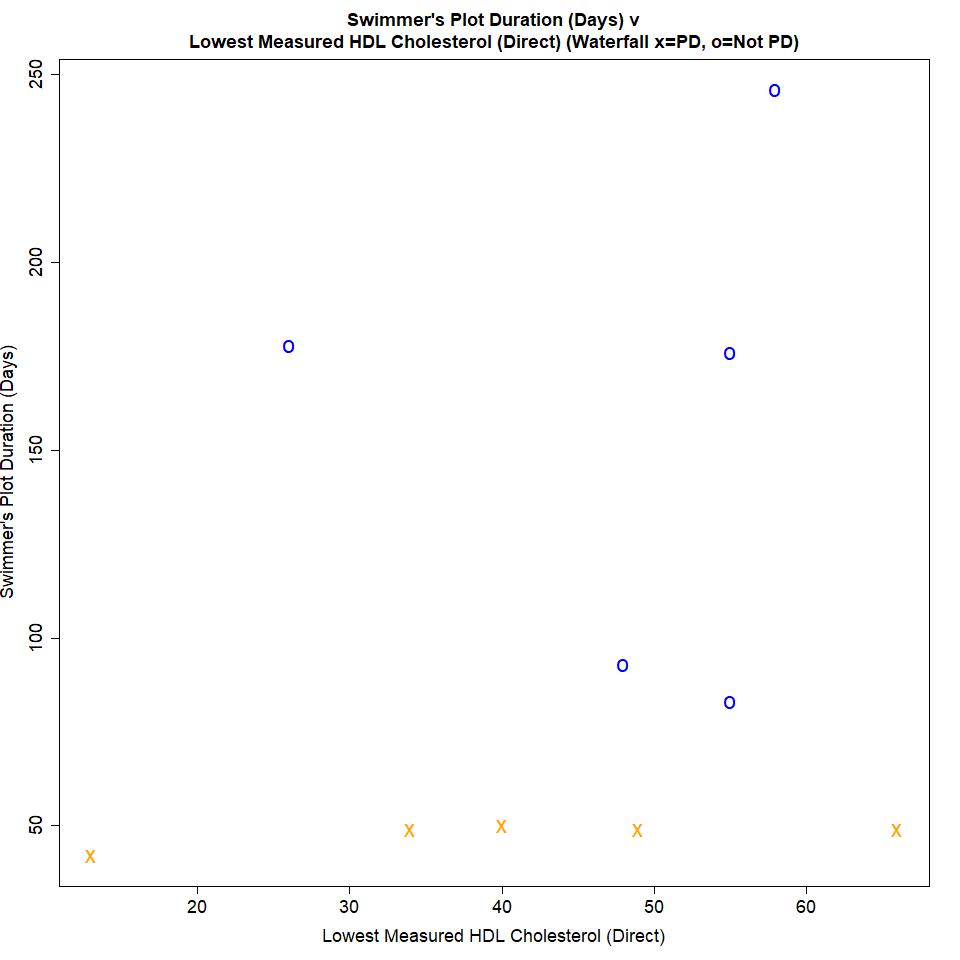 Swimmer's Plot Duration (Days) v
Lowest Measured HDL Cholesterol (Direct) (Waterfall x=PD, o=Not PD)
Swimmer's Plot Duration (Days)
250
200
150
100
50
O
O
O
O
O
X
X
X
X
X
20 30 40 50 60
Lowest Measured HDL Cholesterol (Direct)